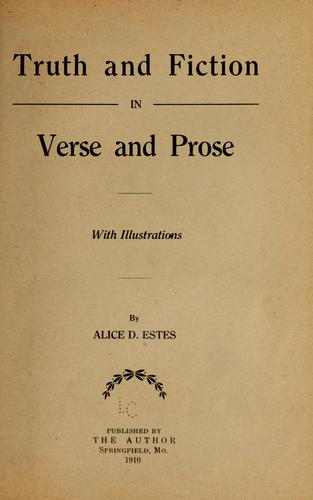 Truth and Fiction
IN
Verse and Prose
With Illustrations
By
ALICE D. ESTES
LC
PUBLISHED BY
THE AUTHOR
SPRINGFIELD, MO.
1910